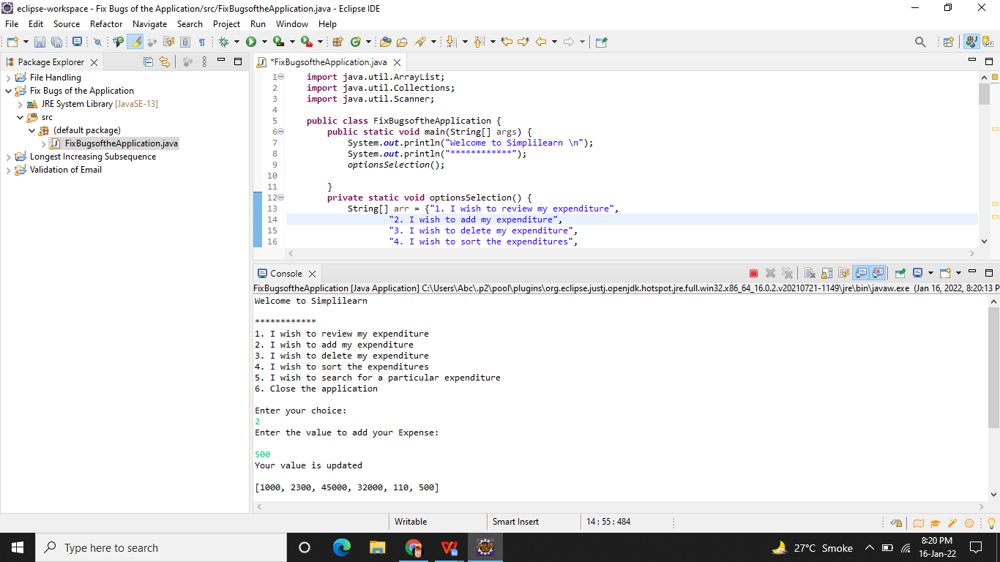 eclipse-workspace - Fix Bugs of the Application/src/FixBugsoftheApplication.java - Eclipse IDE
File Edit Source Refactor Navigate Search Project Run Window Help
Package Explorer
File Handling
Fix Bugs of the Application
JRE System Library [JavaSE-13]
src
(default package)
FixBugsoftheApplication.java
Longest Increasing Subsequence
Validation of Email
*FixBugsoftheApplication.java
1 import java.util.ArrayList;
2 import java.util.Collections;
3 import java.util.Scanner;
4
5 public class FixBugsoftheApplication {
6 public static void main(String[] args) {
7 System.out.println("Welcome to Simplilearn \n");
8 System.out.println("************");
9 optionsSelection();
10
11 }
12 private static void optionsSelection() {
13 String[] arr = {"1. I wish to review my expenditure",
14 "2. I wish to add my expenditure",
15 "3. I wish to delete my expenditure",
16 "4. I wish to sort the expenditures",
Console
FixBugsoftheApplication [Java Application] C:\Users\Abc\.p2\pool\plugins\org.eclipse.justj.openjdk.hotspot.jre.full.win32.x86_64_16.0.2.v20210721-1149\jre\bin\javaw.exe (Jan 16, 2022, 8:20:13 P
Welcome to Simplilearn
************
1. I wish to review my expenditure
2. I wish to add my expenditure
3. I wish to delete my expenditure
4. I wish to sort the expenditures
5. I wish to search for a particular expenditure
6. Close the application
Enter your choice:
2
Enter the value to add your Expense:
500
Your value is updated
[1000, 2300, 45000, 32000, 110, 500]
Writable Smart Insert 14 : 55 : 484
Type here to search
27°C Smoke
8:20 PM
16-Jan-22